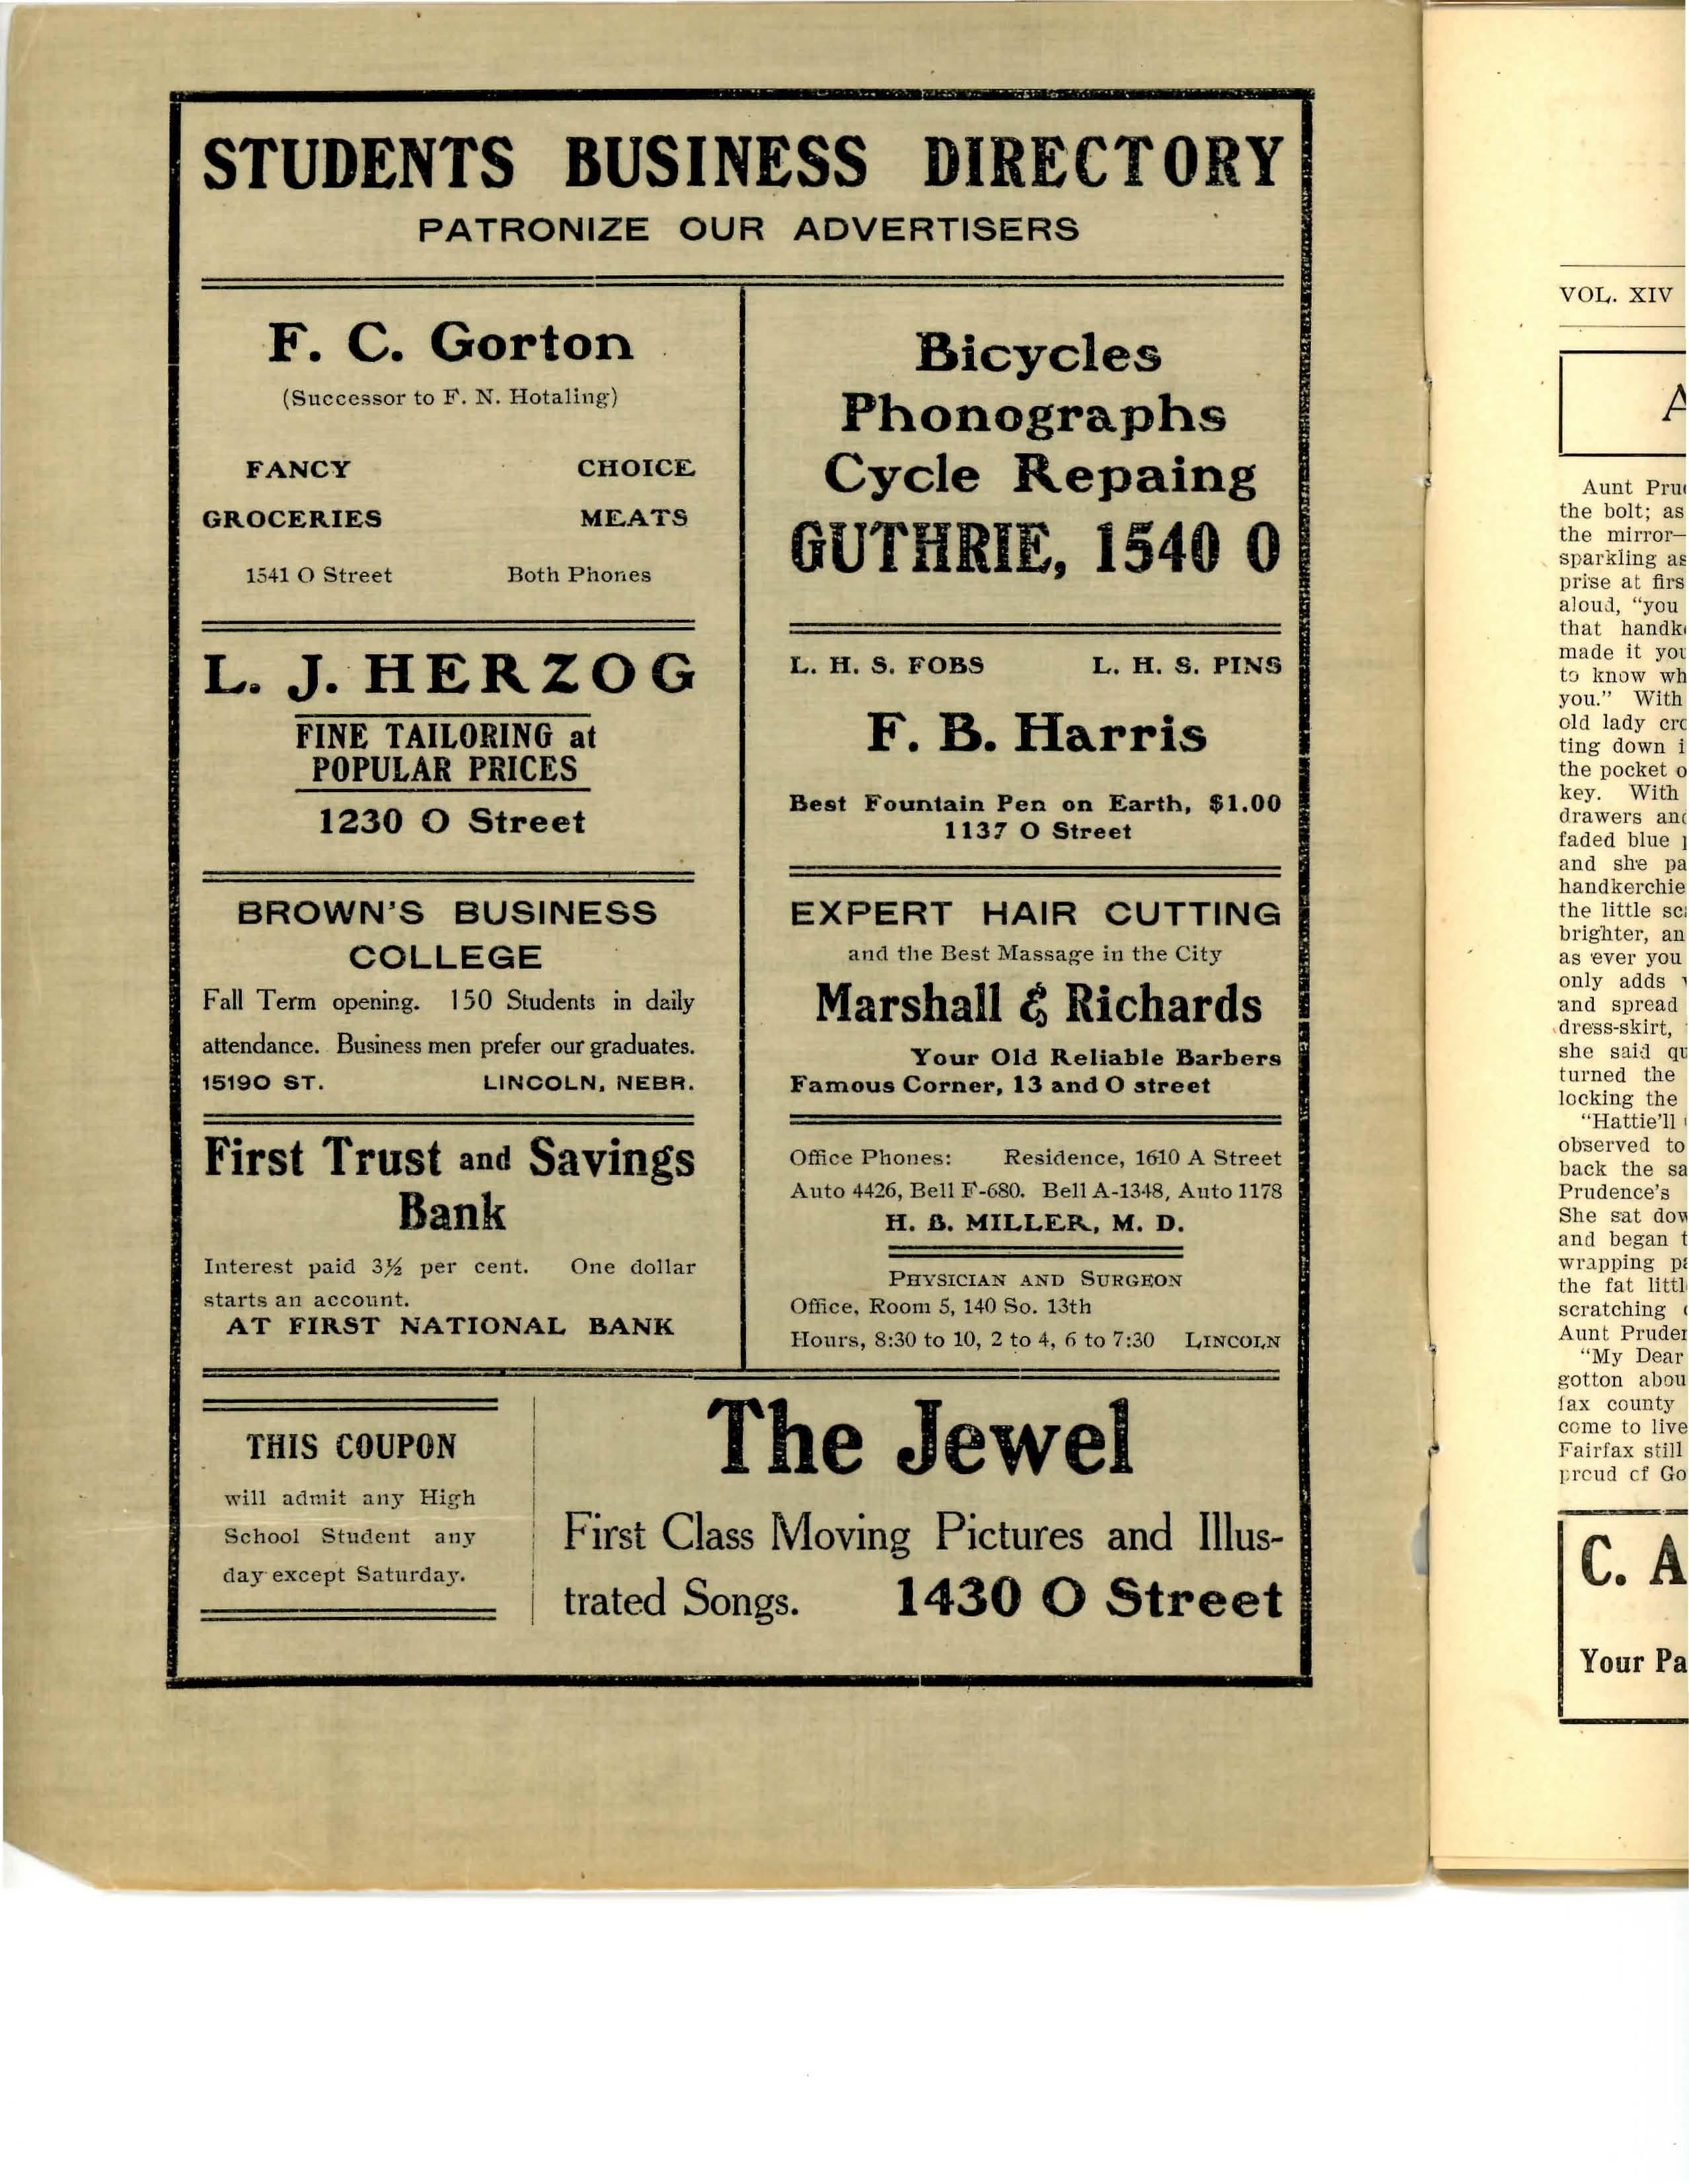 STUDENTS BUSINESS DIRECTORY
PATRONIZE OUR ADVERTISERS
F. C. Gorton
(Successor to F. N. Hotaling)
FANCY CHOICE
GROCERIES MEATS
1541 O Street Both Phones
L. J. HERZOG
FINE TAILORING at
POPULAR PRICES
1230 O Street
BROWN'S BUSINESS
COLLEGE
Fall Term opening. 150 Students in daily
attendance. Business men prefer our graduates.
1519O ST. LINCOLN, NEBR.
First Trust and Savings
Bank
Interest paid 3½ per cent. One dollar
starts an account.
AT FIRST NATIONAL BANK
Bicycles
Phonographs
Cycle Repaing
GUTHRIE, 1540 O
L. H. S. FOBS L. H. S. PINS
F. B. Harris
Best Fountain Pen on Earth, $1.00
1137 O Street
EXPERT HAIR CUTTING
and the Best Massage in the City
Marshall & Richards
Your Old Reliable Barbers
Famous Corner, 13 and O street
Office Phones: Residence, 1610 A Street
Auto 4426, Bell F-680. Bell A-1348, Auto 1178
H. B. MILLER, M. D.
PHYSICIAN AND SURGEON
Office, Room 5, 140 So. 13th
Hours, 8:30 to 10, 2 to 4, 6 to 7:30 LINCOLN
THIS COUPON
will admit any High
School Student any
day except Saturday.
The Jewel
First Class Moving Pictures and Illus-
trated Songs. 1430 O Street
VOL. XIV
A
Aunt Pru
the bolt; as
the mirror—
sparkling as
prise at firs
aloud, "you
that handk
made it you
to know wh
you." With
old lady cro
ting down i
the pocket o
key. With
drawers and
faded blue
and she pa
handkerchie
the little sc
brighter, an
as ever you
only adds
and spread
dress-skirt,
she said qu
turned the
locking the
"Hattie'll
observed to
back the sa
Prudence's
She sat dow
and began t
wrapping pa
the fat littl
scratching
Aunt Pruden
"My Dear
gotton abou
fax county
come to live
Fairfax still
proud of Go
C. A
Your Pa